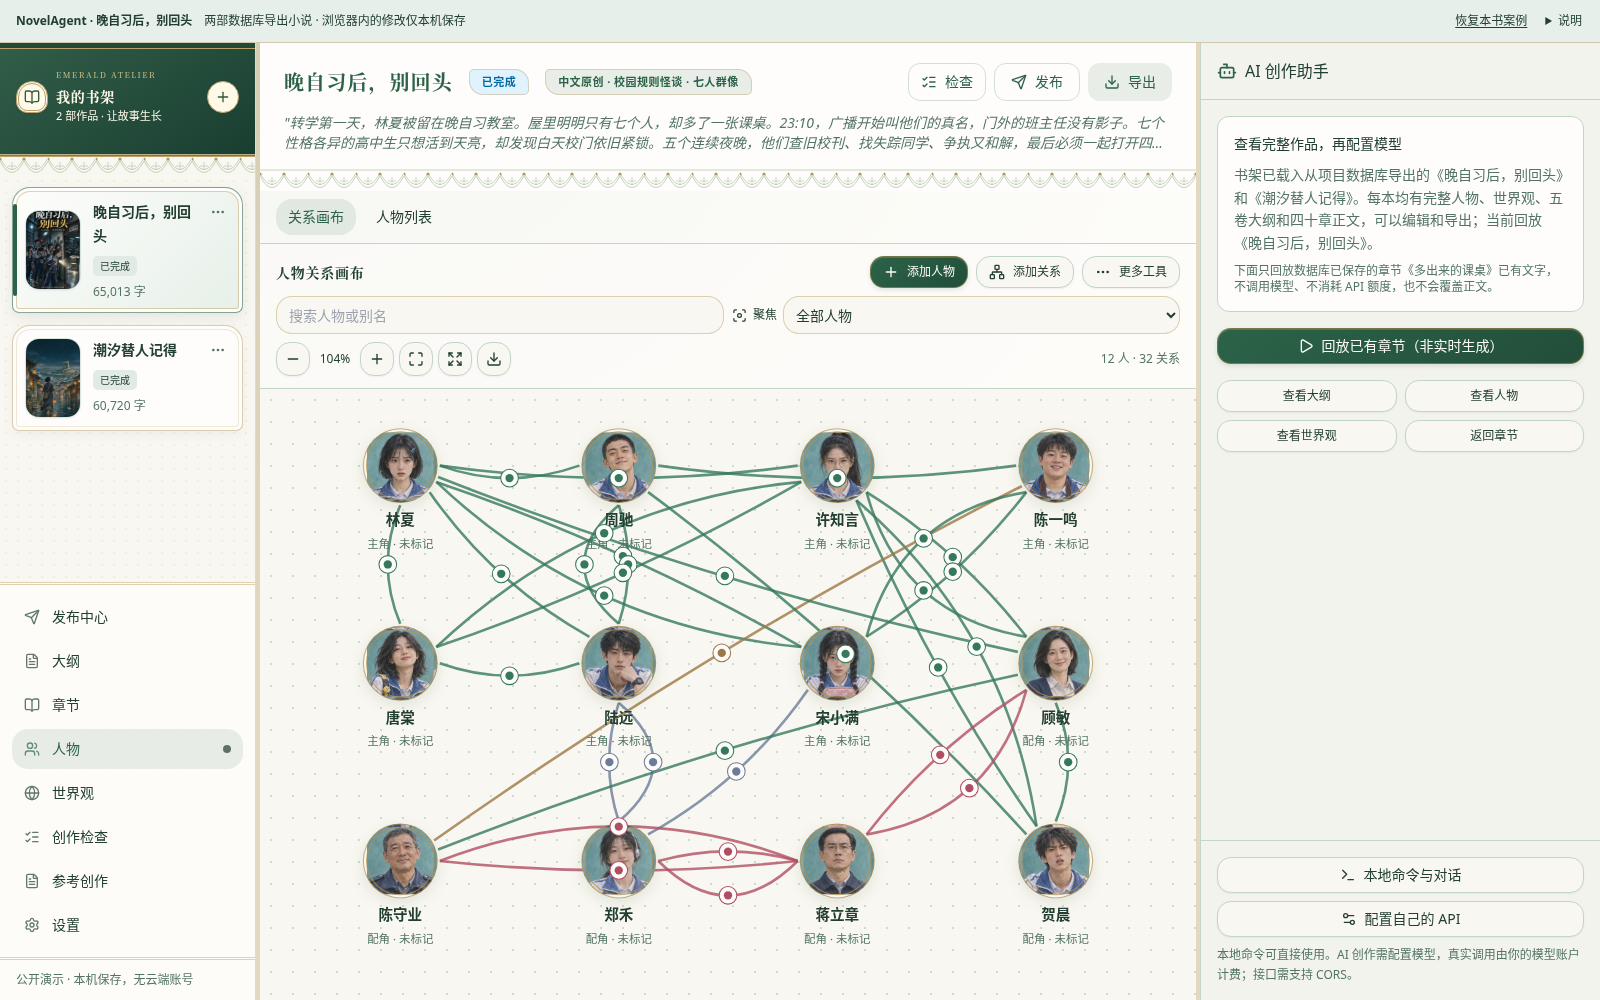 NovelAgent · 晚自习后，别回头 两部数据库导出小说 · 浏览器内的修改仅本机保存
恢复本书案例 ▶ 说明
EMERALD ATELIER
我的书架
2 部作品 · 让故事生长
晚自习后，别回头
已完成
65,013 字
潮汐替人记得
已完成
60,720 字
发布中心
大纲
章节
人物
世界观
创作检查
参考创作
设置
公开演示 · 本机保存，无云端账号
晚自习后，别回头 已完成 中文原创 · 校园规则怪谈 · 七人群像
检查 发布 导出
"转学第一天，林夏被留在晚自习教室。屋里明明只有七个人，却多了一张课桌。23:10，广播开始叫他们的真名，门外的班主任没有影子。七个
性格各异的高中生只想活到天亮，却发现白天校门依旧紧锁。五个连续夜晚，他们查旧校刊、找失踪同学、争执又和解，最后必须一起打开四...
关系画布 人物列表
人物关系画布
添加人物 添加关系 更多工具
搜索人物或别名 聚焦 全部人物
104%
12 人 · 32 关系
林夏 周驰 许知言 陈一鸣
主角 · 未标记 主角 · 未标记 主角 · 未标记 主角 · 未标记
唐棠 陆远 宋小满 顾敏
主角 · 未标记 主角 · 未标记 主角 · 未标记 配角 · 未标记
陈守业 郑禾 蒋立章 贺晨
配角 · 未标记 配角 · 未标记 配角 · 未标记 配角 · 未标记
AI 创作助手
查看完整作品，再配置模型
书架已载入从项目数据库导出的《晚自习后，别回头》
和《潮汐替人记得》。每本均有完整人物、世界观、五
卷大纲和四十章正文，可以编辑和导出；当前回放
《晚自习后，别回头》。
下面只回放数据库已保存的章节《多出来的课桌》已有文字，
不调用模型、不消耗 API 额度，也不会覆盖正文。
回放已有章节（非实时生成）
查看大纲 查看人物
查看世界观 返回章节
本地命令与对话
配置自己的 API
本地命令可直接使用。AI 创作需配置模型，真实调用由你的模型账户
计费；接口需支持 CORS。